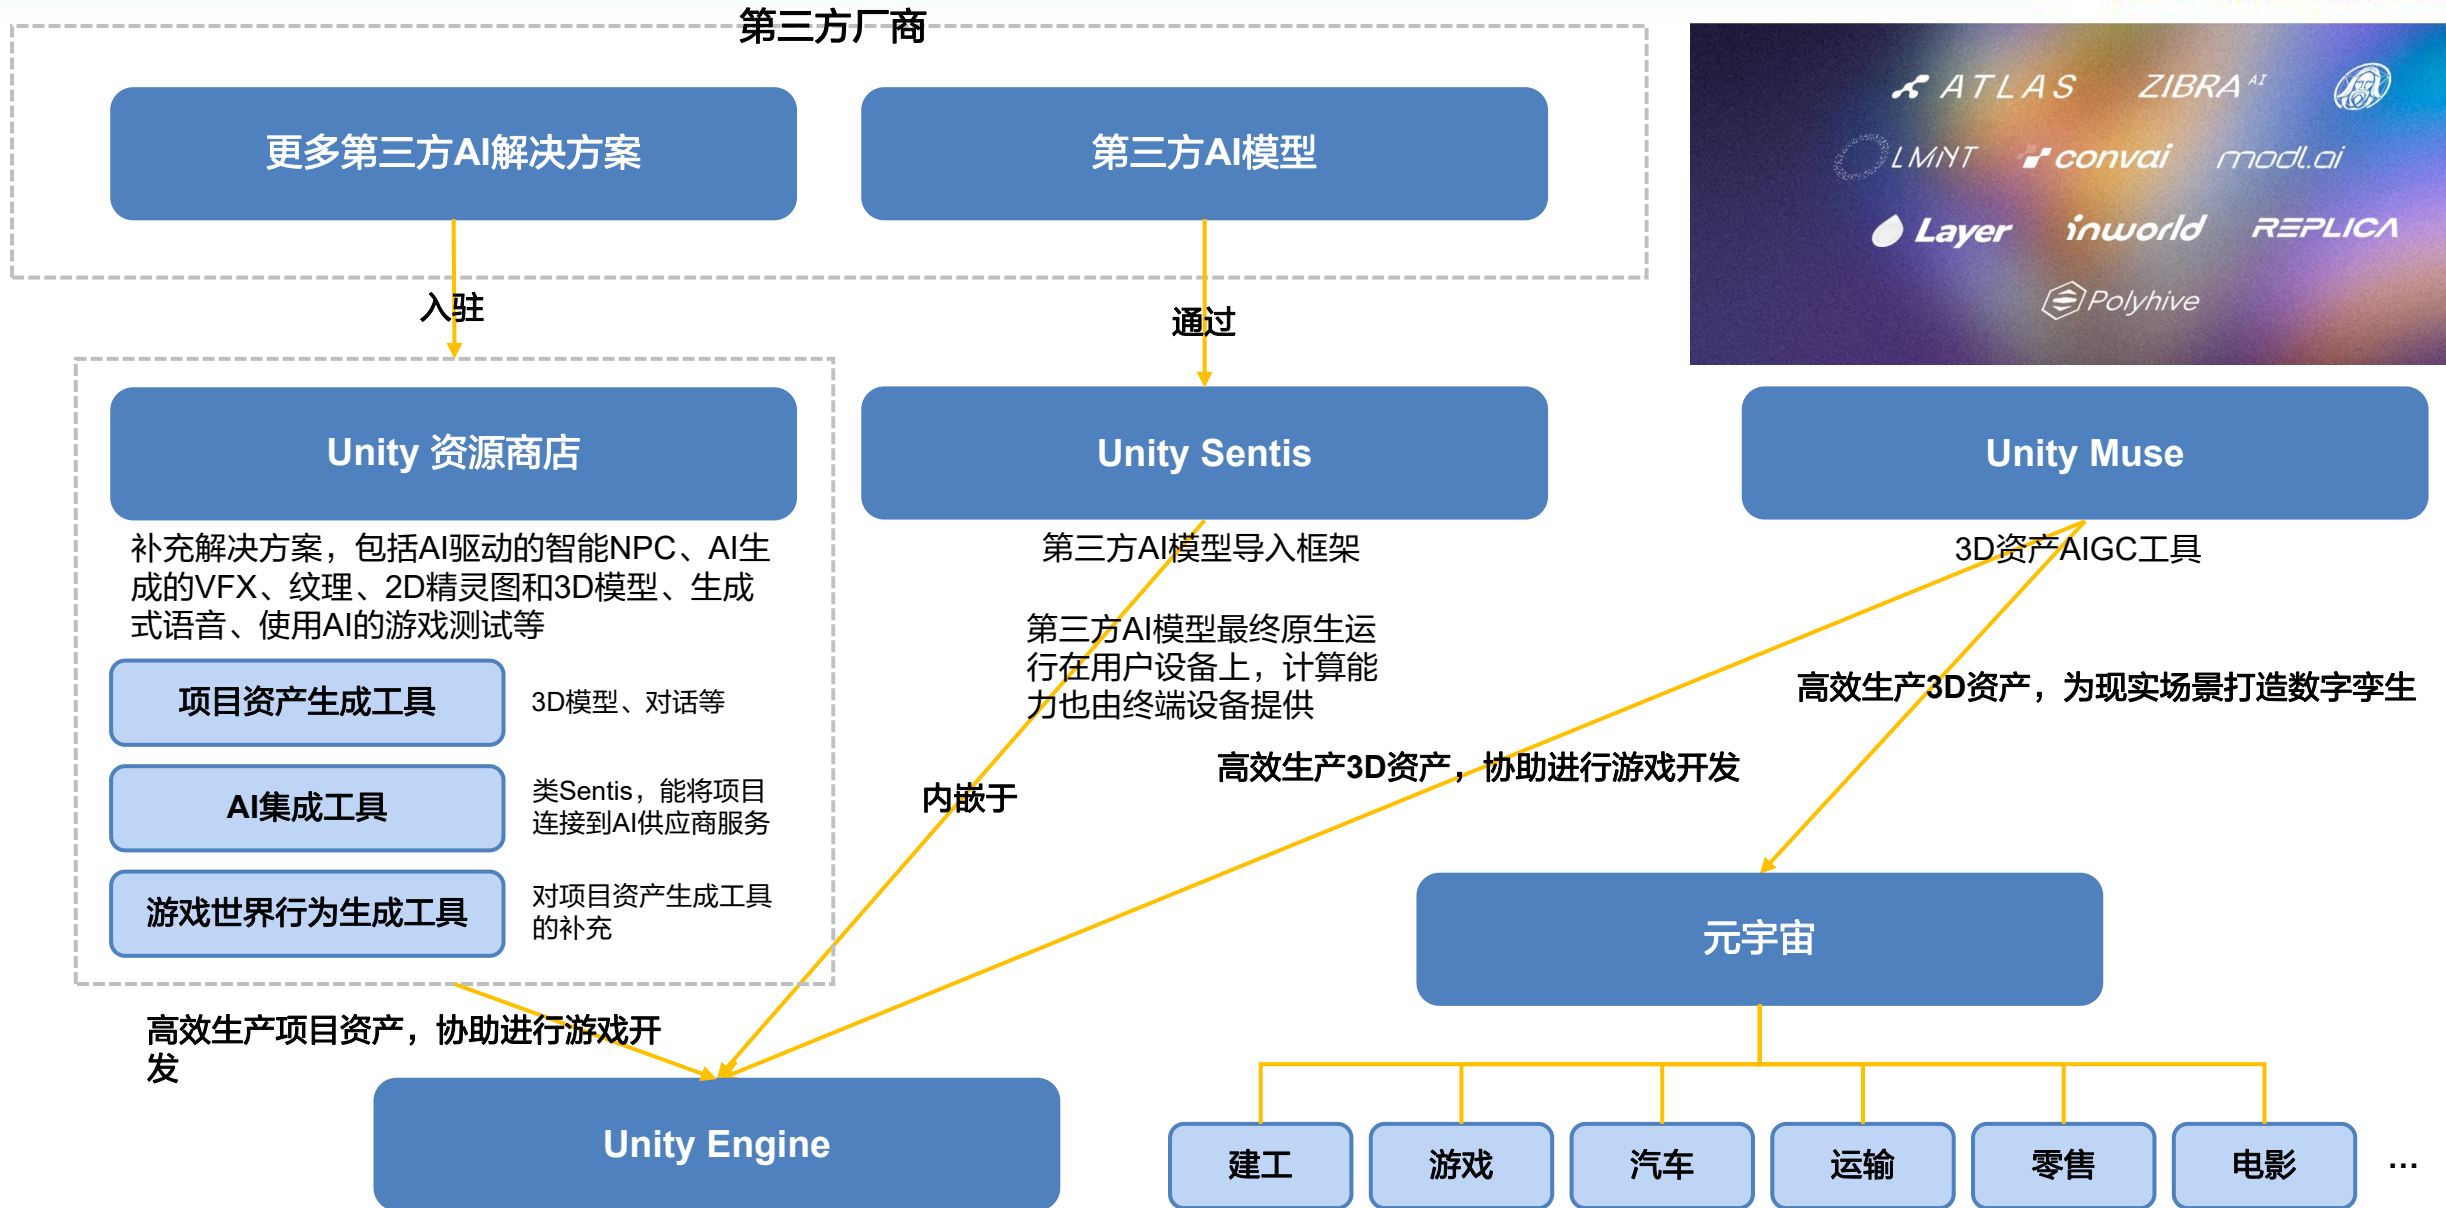 第三方厂商
更多第三方AI解决方案
第三方AI模型
ATLAS
ZIBRA AI
LMNT
convai
modl.ai
Layer
inworld
REPLICA
Polyhive
入驻
通过
Unity 资源商店
Unity Sentis
Unity Muse
补充解决方案，包括AI驱动的智能NPC、AI生
成的VFX、纹理、2D精灵图和3D模型、生成
式语音、使用AI的游戏测试等
第三方AI模型导入框架
3D资产AIGC工具
第三方AI模型最终原生运
行在用户设备上，计算能
力也由终端设备提供
项目资产生成工具
3D模型、对话等
高效生产3D资产，为现实场景打造数字孪生
AI集成工具
类Sentis，能将项目
连接到AI供应商服务
内嵌于
高效生产3D资产，协助进行游戏开发
游戏世界行为生成工具
对项目资产生成工具
的补充
元宇宙
高效生产项目资产，协助进行游戏开
发
Unity Engine
建工
游戏
汽车
运输
零售
电影
...